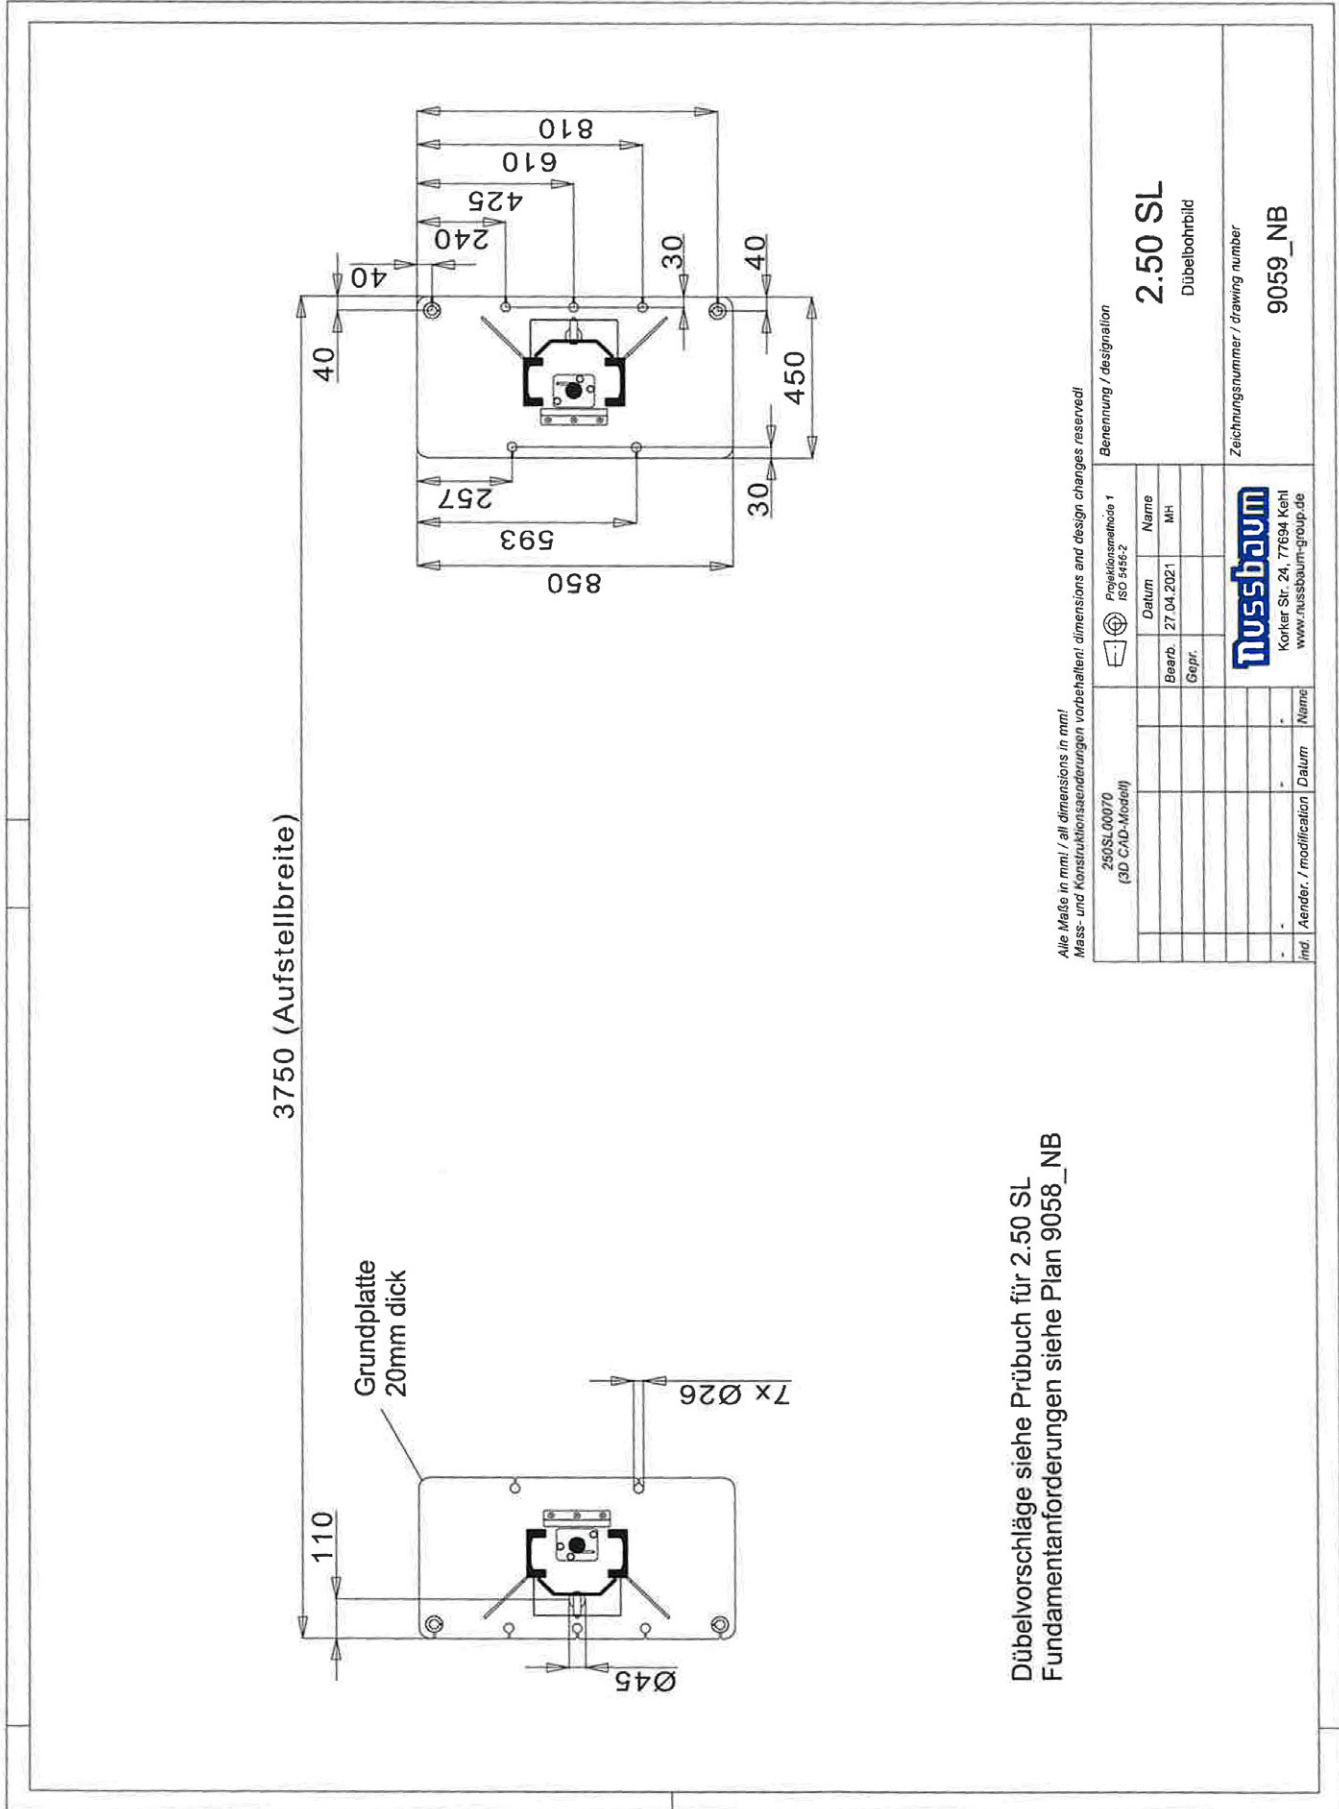 3750 (Aufstellbreite)
110
Grundplatte
20mm dick
Ø45
7x Ø26
40
40
240
425
610
810
30
40
257
593
850
30
450
Dübelvorschläge siehe Prübuch für 2.50 SL
Fundamentanforderungen siehe Plan 9058_NB
Alle Maße in mm! / all dimensions in mm!
Mass- und Konstruktionsaenderungen vorbehalten! dimensions and design changes reserved!
250SL00070
(3D CAD-Modell)
Projektionsmethode 1
ISO 5456-2
Benennung / designation
2.50 SL
Dübelbohrbild
Datum Name
Bearb. 27.04.2021 MH
Gepr.
Zeichnungsnummer / drawing number
9059_NB
nussbaum
Korker Str. 24, 77694 Kehl
www.nussbaum-group.de
- - - -
Ind. Aender. / modification Datum Name